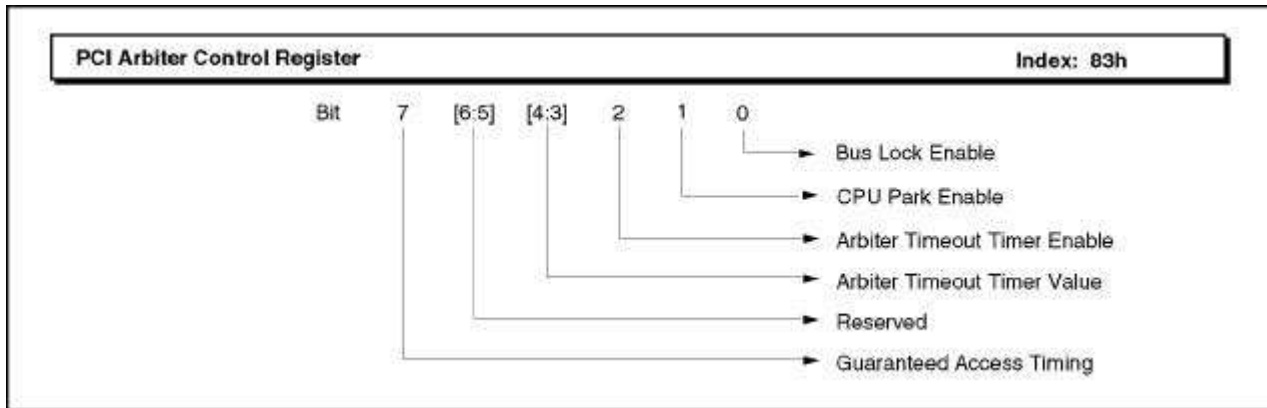 PCI Arbiter Control Register Index: 83h
Bit 7 [6:5] [4:3] 2 1 0
Bus Lock Enable
CPU Park Enable
Arbiter Timeout Timer Enable
Arbiter Timeout Timer Value
Reserved
Guaranteed Access Timing